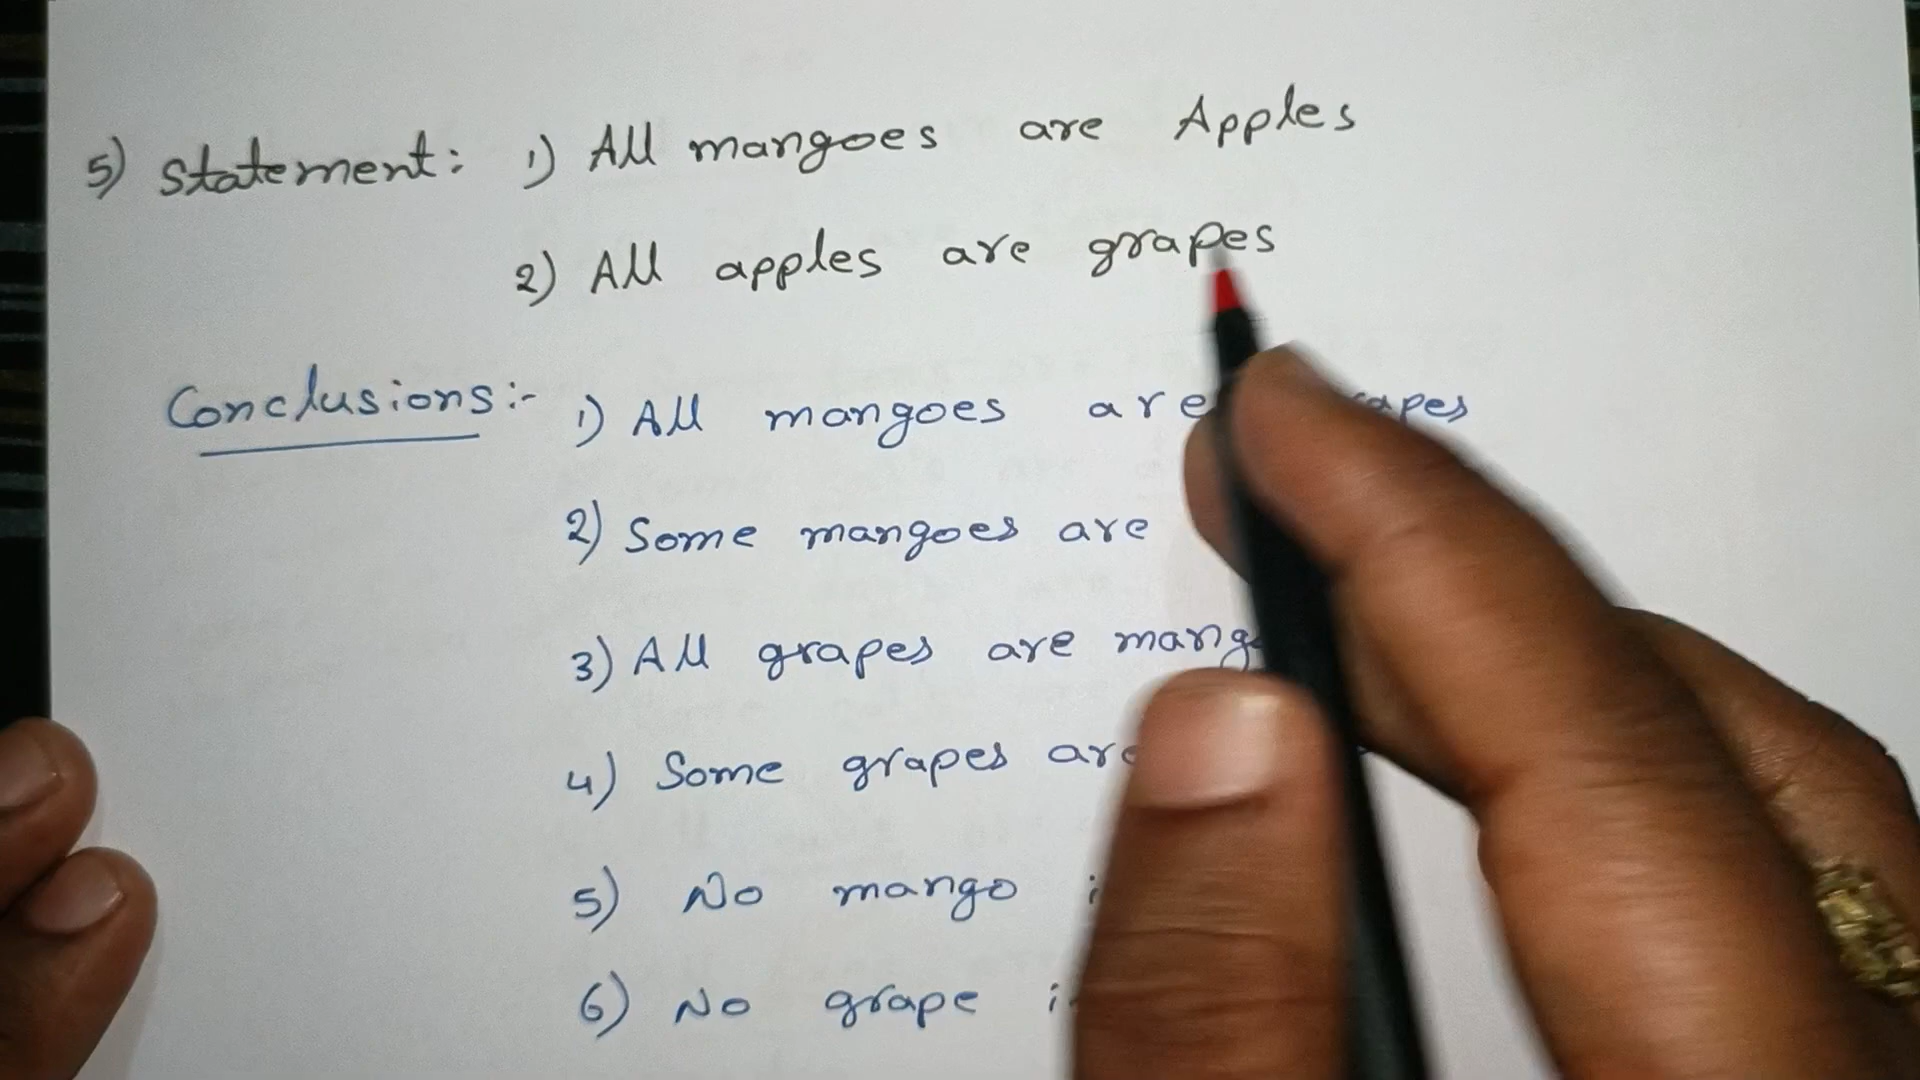 5) Statement: 1) All mangoes are Apples
2) All apples are grapes
Conclusions:- 1) All mangoes are
2) Some mangoes are
3) All grapes are
4) Some grapes are
5) No mango
6) No grape